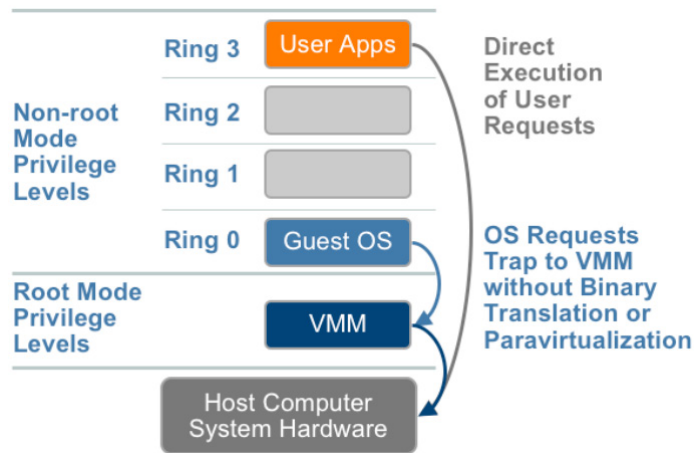 Ring 3
User Apps
Direct
Execution
of User
Requests
Non-root
Mode
Privilege
Levels
Ring 2
Ring 1
Ring 0
Guest OS
OS Requests
Trap to VMM
without Binary
Translation or
Paravirtualization
Root Mode
Privilege
Levels
VMM
Host Computer
System Hardware